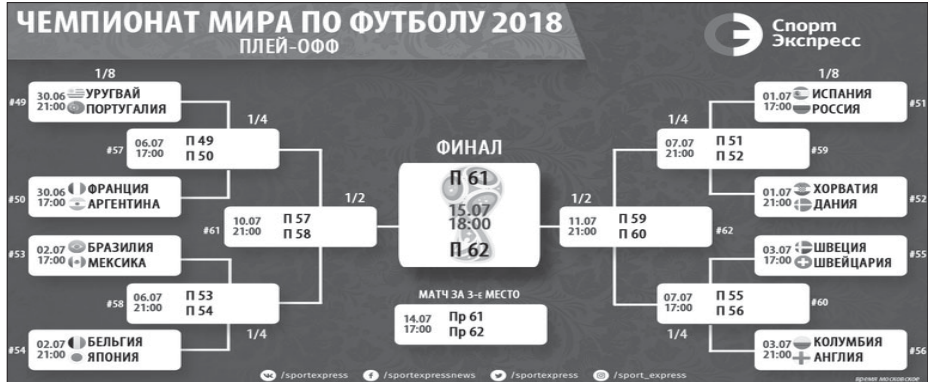 ЧЕМПИОНАТ МИРА ПО ФУТБОЛУ 2018
ПЛЕЙ-ОФФ
Спорт
Экспресс
1/8
#49
30.06
21:00
УРУГВАЙ
ПОРТУГАЛИЯ
1/4
#57
06.07
17:00
П 49
П 50
#50
30.06
17:00
ФРАНЦИЯ
АРГЕНТИНА
1/2
#61
10.07
21:00
П 57
П 58
#53
02.07
17:00
БРАЗИЛИЯ
МЕКСИКА
#58
06.07
21:00
П 53
П 54
1/4
#54
02.07
21:00
БЕЛЬГИЯ
ЯПОНИЯ
ФИНАЛ
П 61
15.07
18:00
П 62
МАТЧ ЗА 3-Е МЕСТО
14.07
17:00
Пр 61
Пр 62
1/8
01.07
17:00
ИСПАНИЯ
РОССИЯ
#51
1/4
07.07
21:00
П 51
П 52
#59
01.07
21:00
ХОРВАТИЯ
ДАНИЯ
#52
1/2
11.07
21:00
П 59
П 60
#62
03.07
17:00
ШВЕЦИЯ
ШВЕЙЦАРИЯ
#55
07.07
17:00
П 55
П 56
#60
1/4
03.07
21:00
КОЛУМБИЯ
АНГЛИЯ
#56
/sportexpress
/sportexpressnews
/sportexpress
/sport_express
время московское